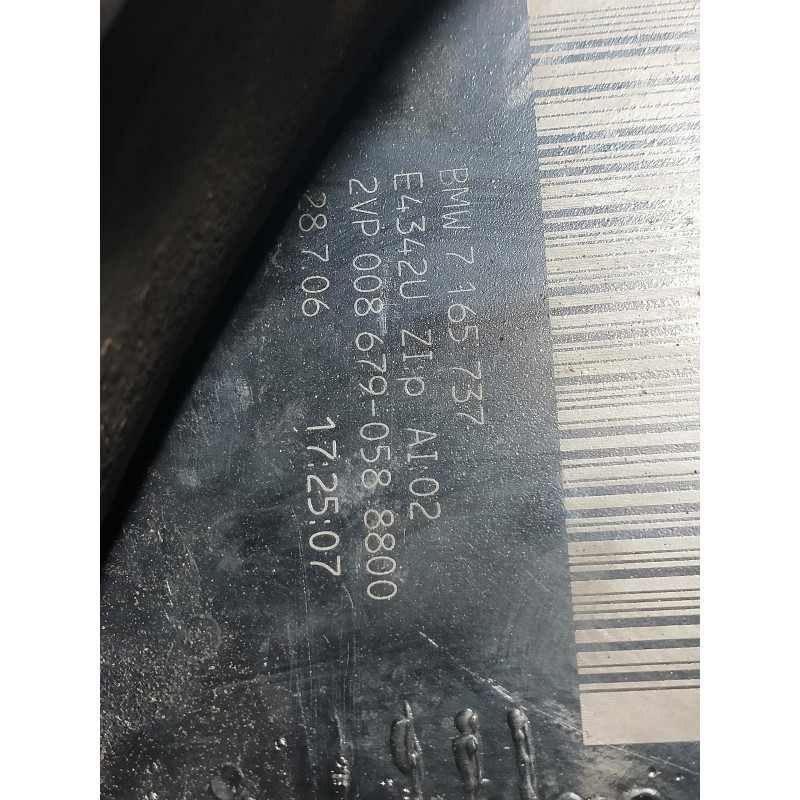 BMW 7 165 737
E4342U ZI.p AI:02
2VP 008 679-058 8800
28.7.06 17:25:07